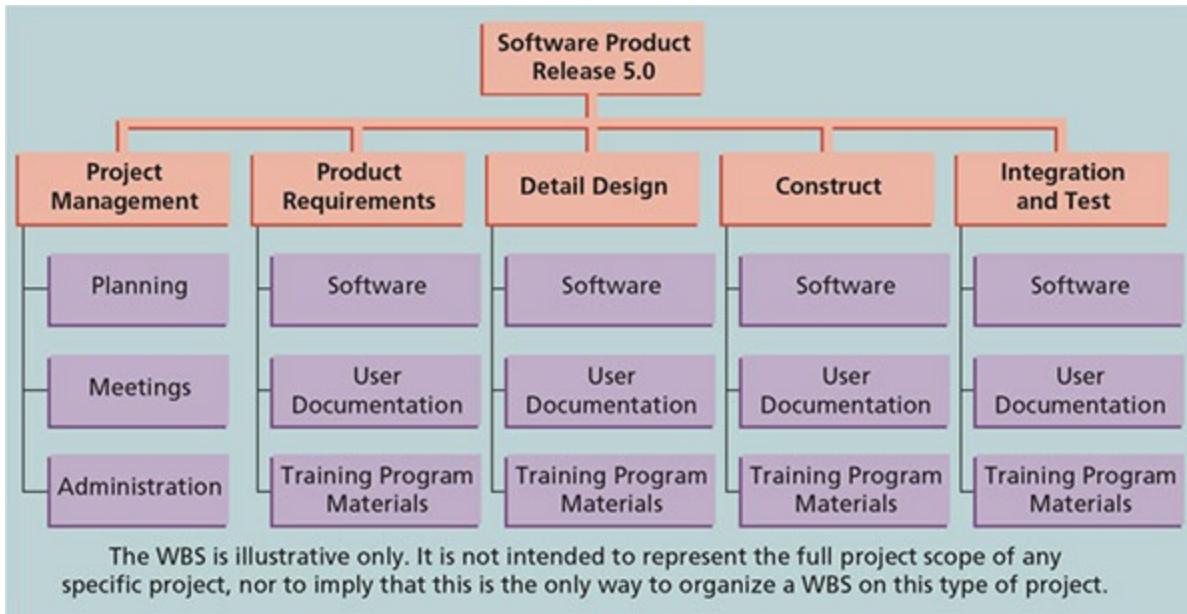 Software Product
Release 5.0
Project
Management
Product
Requirements
Detail Design
Construct
Integration
and Test
Planning
Software
Software
Software
Software
Meetings
User
Documentation
User
Documentation
User
Documentation
User
Documentation
Administration
Training Program
Materials
Training Program
Materials
Training Program
Materials
Training Program
Materials
The WBS is illustrative only. It is not intended to represent the full project scope of any
specific project, nor to imply that this is the only way to organize a WBS on this type of project.